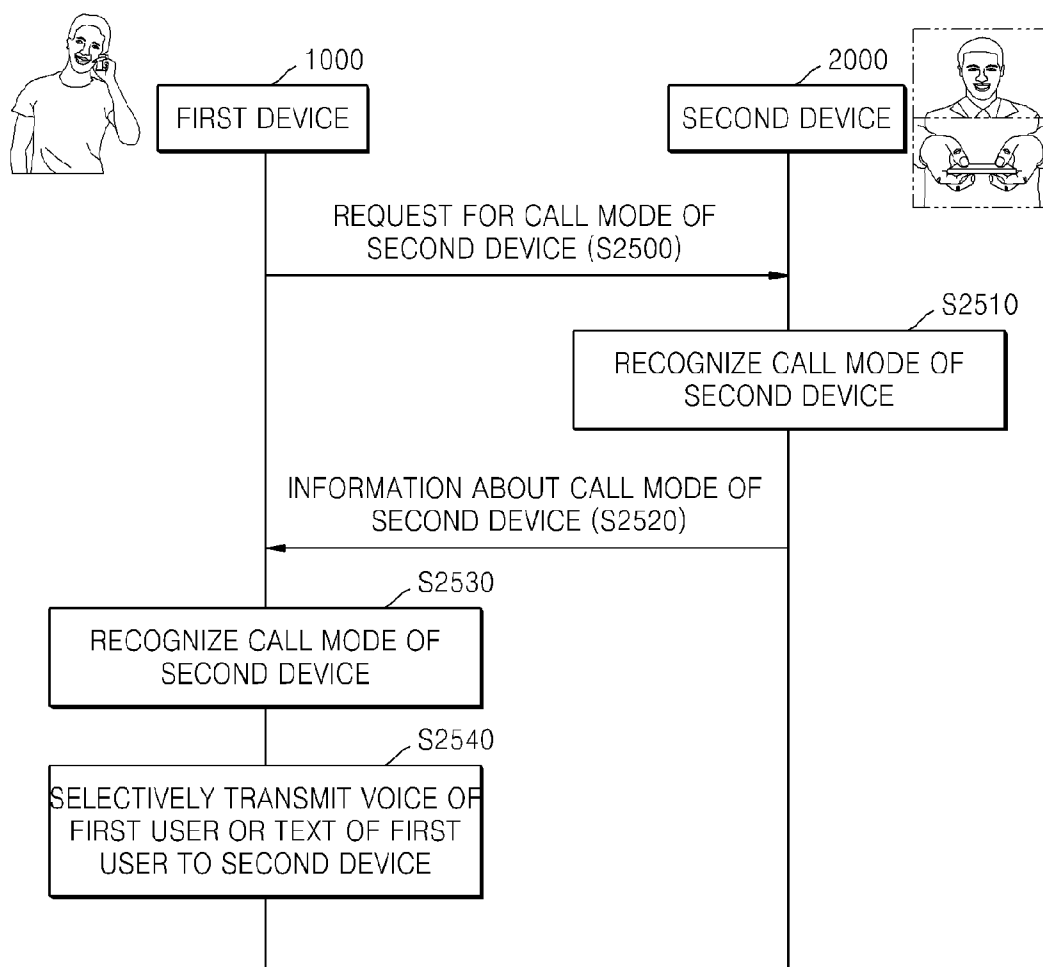 1000
2000
FIRST DEVICE
SECOND DEVICE
REQUEST FOR CALL MODE OF
SECOND DEVICE (S2500)
S2510
RECOGNIZE CALL MODE OF
SECOND DEVICE
INFORMATION ABOUT CALL MODE OF
SECOND DEVICE (S2520)
S2530
RECOGNIZE CALL MODE OF
SECOND DEVICE
S2540
SELECTIVELY TRANSMIT VOICE OF
FIRST USER OR TEXT OF FIRST
USER TO SECOND DEVICE